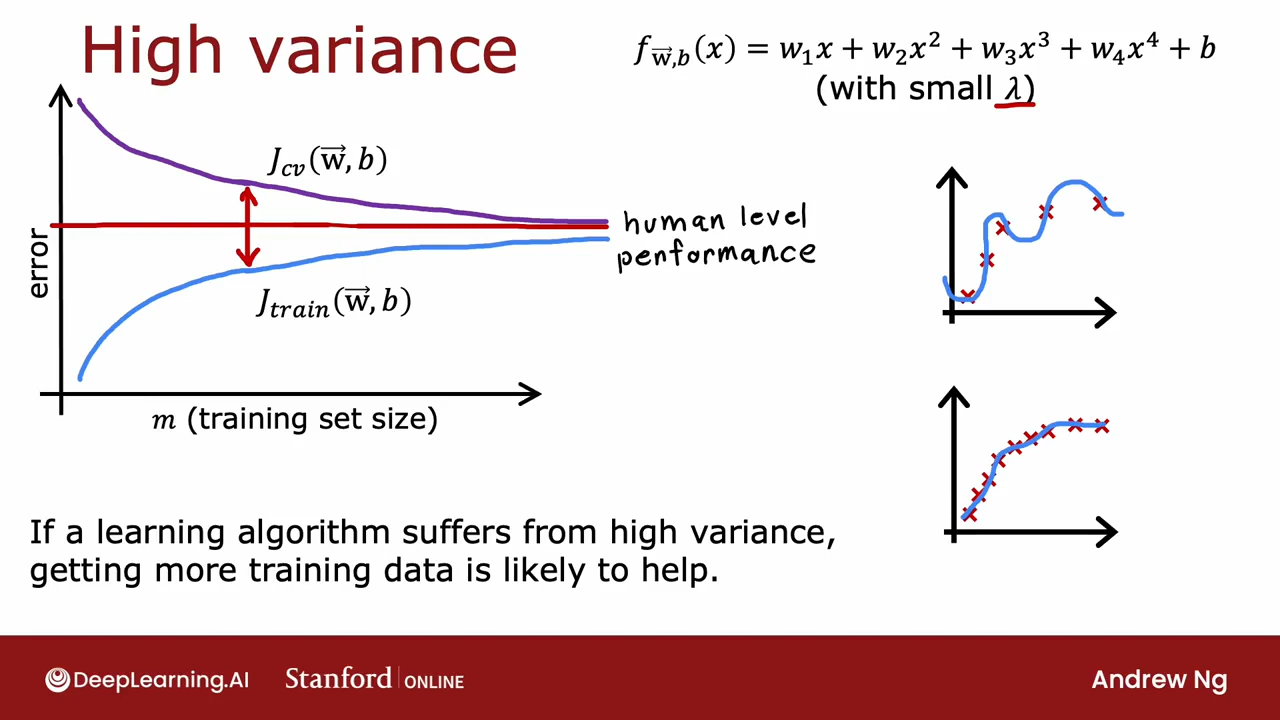 High variance
f_w⃗,b(x) = w₁x + w₂x² + w₃x³ + w₄x⁴ + b
(with small λ)
J_cv(w⃗, b)
human level
performance
error
J_train(w⃗, b)
m (training set size)
If a learning algorithm suffers from high variance,
getting more training data is likely to help.
DeepLearning.AI
Stanford | ONLINE
Andrew Ng